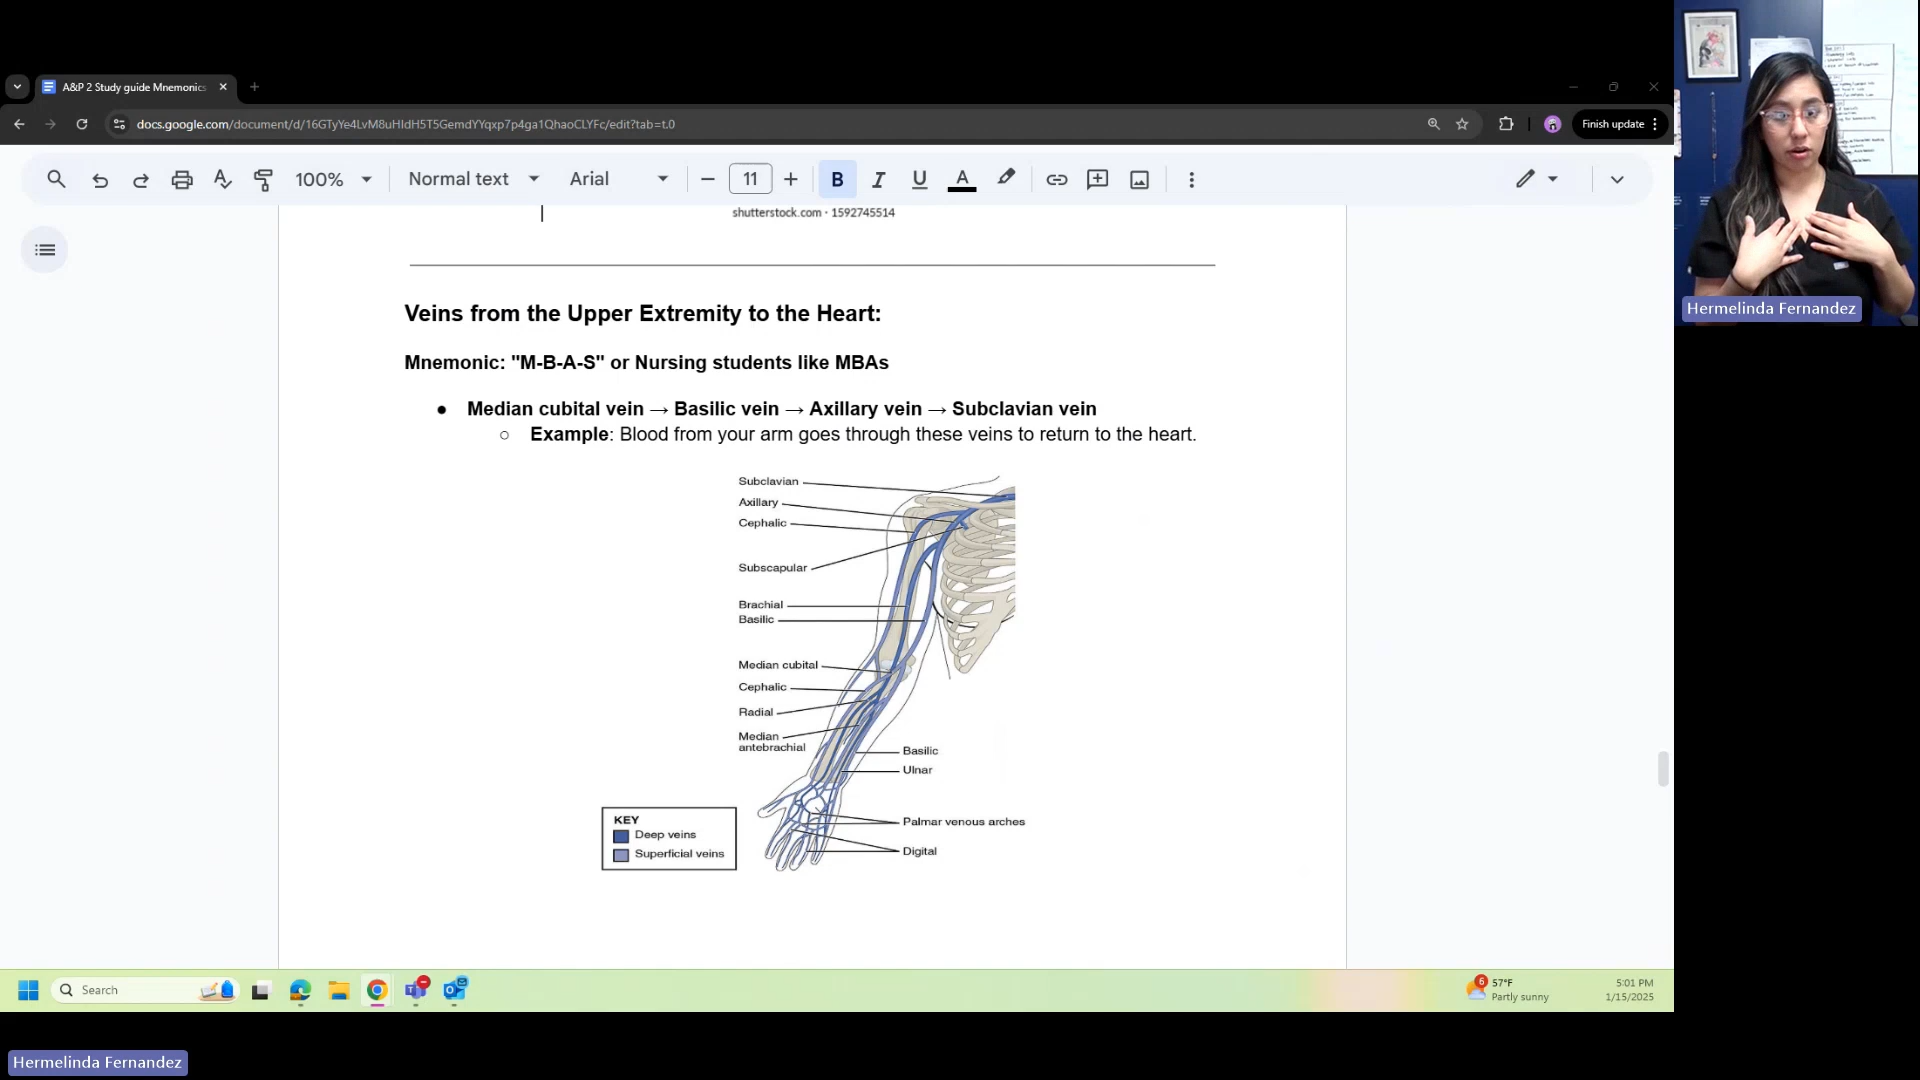 A&P 2 Study guide Mnemonics
docs.google.com/document/d/16GTyYe4LvM8uHIdH5T5GemdYYqxp7p4ga1QhaoCLYFc/edit?tab=t.0
Finish update
100%
Normal text
Arial
11
B
I
U
A
shutterstock.com · 1592745514
Veins from the Upper Extremity to the Heart:
Mnemonic: "M-B-A-S" or Nursing students like MBAs
● Median cubital vein → Basilic vein → Axillary vein → Subclavian vein
○ Example: Blood from your arm goes through these veins to return to the heart.
Subclavian
Axillary
Cephalic
Subscapular
Brachial
Basilic
Median cubital
Cephalic
Radial
Median
antebrachial
Basilic
Ulnar
Palmar venous arches
Digital
KEY
Deep veins
Superficial veins
Hermelinda Fernandez
Search
6
57°F
Partly sunny
5:01 PM
1/15/2025
Hermelinda Fernandez